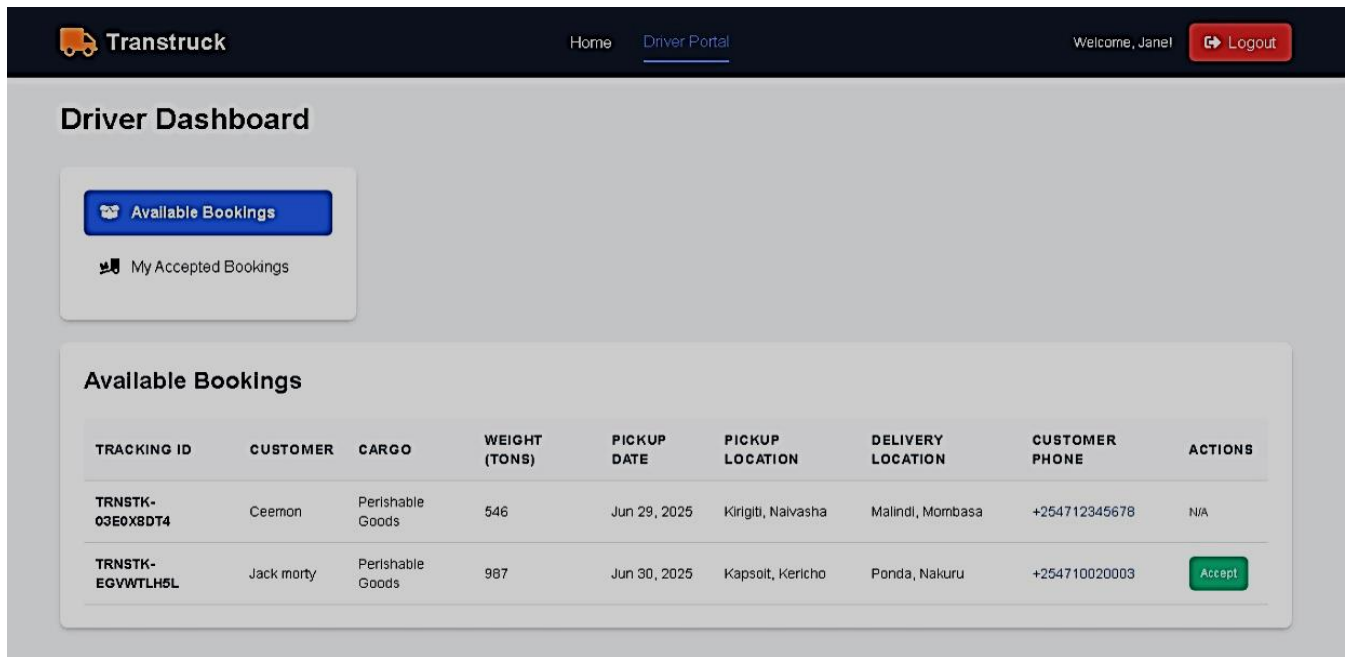 Transtruck
Home
Driver Portal
Welcome, Jane!
Logout
Driver Dashboard
Available Bookings
My Accepted Bookings
Available Bookings
TRACKING ID CUSTOMER CARGO WEIGHT (TONS) PICKUP DATE PICKUP LOCATION DELIVERY LOCATION CUSTOMER PHONE ACTIONS
TRNSTK-03E0X8DT4 Ceemon Perishable Goods 546 Jun 29, 2025 Kirigiti, Naivasha Malindi, Mombasa +254712345678 N/A
TRNSTK-EGVWTLH5L Jack morty Perishable Goods 987 Jun 30, 2025 Kapsoit, Kericho Ponda, Nakuru +254710020003 Accept